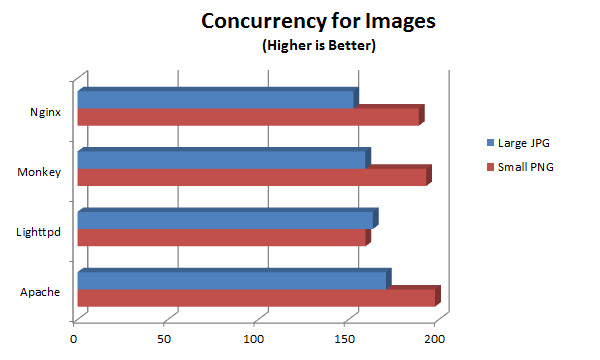 Concurrency for Images
(Higher is Better)
Nginx
Monkey
Lighttpd
Apache
0 50 100 150 200
Large JPG
Small PNG